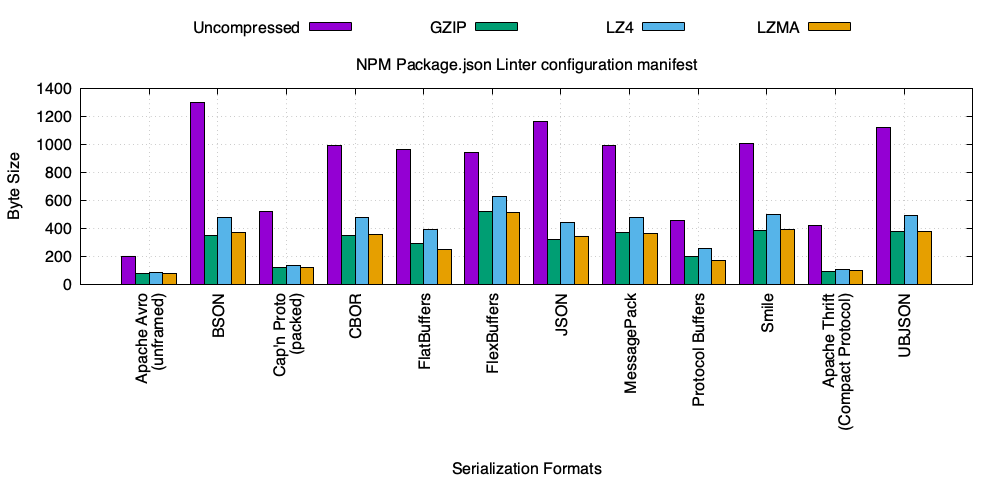 Uncompressed GZIP LZ4 LZMA
NPM Package.json Linter configuration manifest
Byte Size
1400
1200
1000
800
600
400
200
0
Apache Avro
(unframed)
BSON
Cap'n Proto
(packed)
CBOR
FlatBuffers
FlexBuffers
JSON
MessagePack
Protocol Buffers
Smile
Apache Thrift
(Compact Protocol)
UBJSON
Serialization Formats